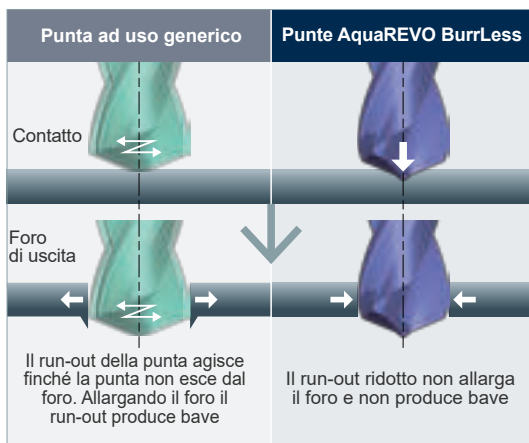 Punta ad uso generico
Punte AquaREVO BurrLess
Contatto
Foro
di uscita
Il run-out della punta agisce
finché la punta non esce dal
foro. Allargando il foro il
run-out produce bave
Il run-out ridotto non allarga
il foro e non produce bave